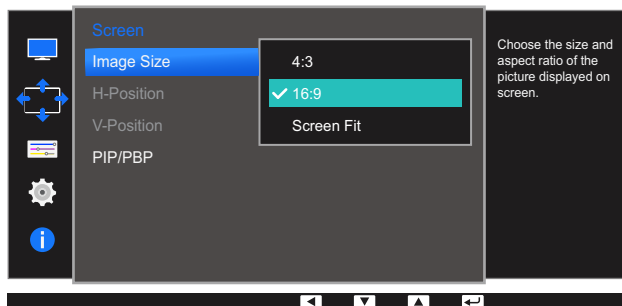 Screen
Image Size
4:3
H-Position
16:9
V-Position
Screen Fit
PIP/PBP
Choose the size and
aspect ratio of the
picture displayed on
screen.